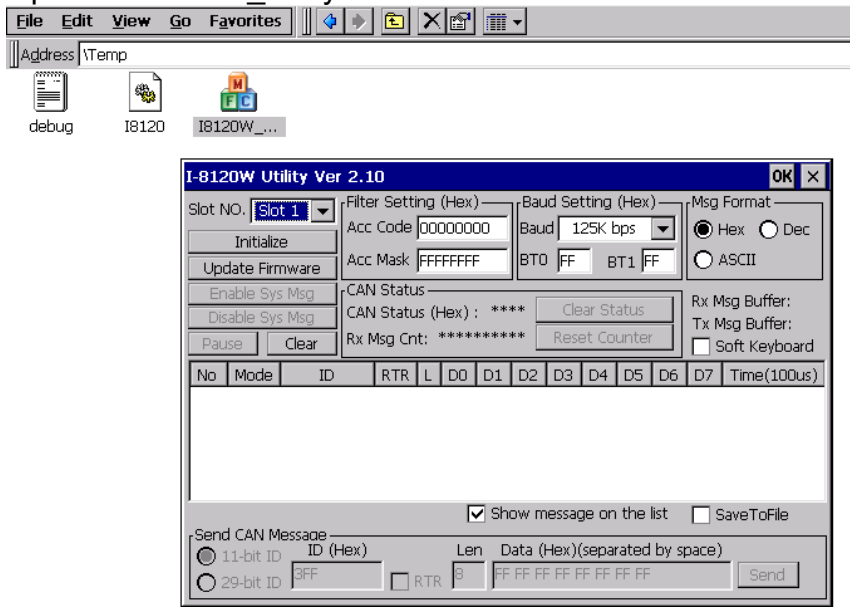 File Edit View Go Favorites
Address \Temp
debug I8120 I8120W_...
I-8120W Utility Ver 2.10 OK ×
Slot NO. Slot 1
Initialize
Update Firmware
Enable Sys Msg
Disable Sys Msg
Pause Clear
Filter Setting (Hex)
Acc Code 00000000
Acc Mask FFFFFFFF
Baud Setting (Hex)
Baud 125K bps
BT0 FF BT1 FF
Msg Format
Hex Dec
ASCII
CAN Status
CAN Status (Hex) : **** Clear Status
Rx Msg Cnt: ********** Reset Counter
Rx Msg Buffer:
Tx Msg Buffer:
Soft Keyboard
No Mode ID RTR L D0 D1 D2 D3 D4 D5 D6 D7 Time(100us)
Show message on the list SaveToFile
Send CAN Message
11-bit ID
29-bit ID
ID (Hex)
3FF
RTR
Len
8
Data (Hex)(separated by space)
FF FF FF FF FF FF FF FF
Send